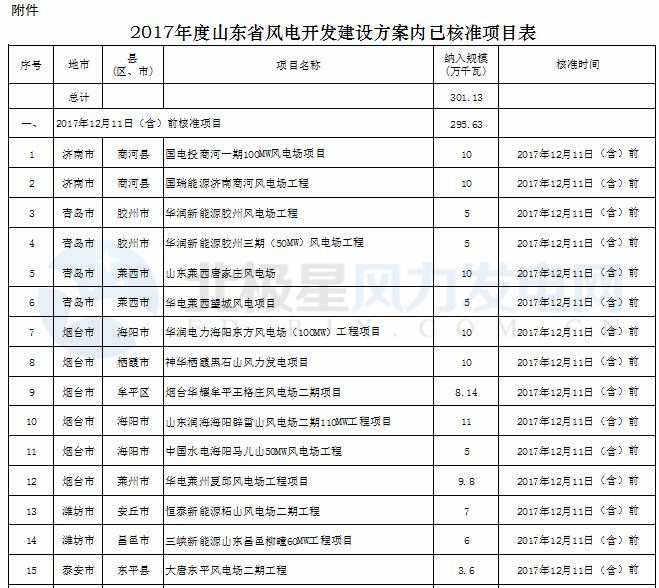 附件
2017年度山东省风电开发建设方案内已核准项目表
序号 地市 县（区、市） 项目名称 纳入规模（万千瓦） 核准时间
总计 301.13
一、 2017年12月11日（含）前核准项目 295.63
1 济南市 商河县 国电投商河一期100MW风电场项目 10 2017年12月11日（含）前
2 济南市 商河县 国瑞能源济南商河风电场工程 10 2017年12月11日（含）前
3 青岛市 胶州市 华润新能源胶州风电场工程 5 2017年12月11日（含）前
4 青岛市 胶州市 华润新能源胶州三期（50MW）风电场工程 5 2017年12月11日（含）前
5 青岛市 莱西市 山东莱西唐家庄风电场 10 2017年12月11日（含）前
6 青岛市 莱西市 华电莱西望城风电项目 5 2017年12月11日（含）前
7 烟台市 海阳市 华润电力海阳东方风电场（100MW）工程项目 10 2017年12月11日（含）前
8 烟台市 栖霞市 神华栖霞黑石山风力发电项目 10 2017年12月11日（含）前
9 烟台市 牟平区 烟台华耀牟平王格庄风电场二期项目 8.14 2017年12月11日（含）前
10 烟台市 海阳市 山东润海海阳辟雷山风电场二期110MW工程项目 11 2017年12月11日（含）前
11 烟台市 海阳市 中国水电海阳马儿山50MW风电场工程 5 2017年12月11日（含）前
12 烟台市 莱州市 华电莱州夏邱风电场工程项目 9.8 2017年12月11日（含）前
13 潍坊市 安丘市 恒泰新能源柘山风电场二期工程 7 2017年12月11日（含）前
14 潍坊市 昌邑市 三峡新能源山东昌邑柳疃60MW工程项目 6 2017年12月11日（含）前
15 泰安市 东平县 大唐东平风电场二期工程 3.6 2017年12月11日（含）前
北极星风力发电网